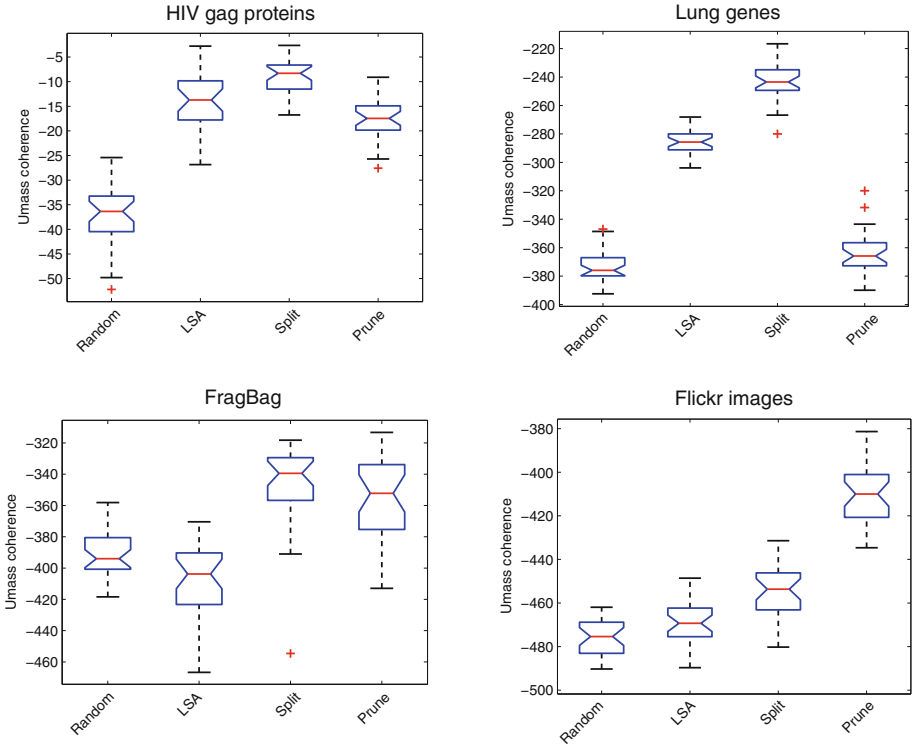 HIV gag proteins
Umass coherence
−5
−10
−15
−20
−25
−30
−35
−40
−45
−50
Random
LSA
Split
Prune
Lung genes
Umass coherence
−220
−240
−260
−280
−300
−320
−340
−360
−380
−400
Random
LSA
Split
Prune
FragBag
Umass coherence
−320
−340
−360
−380
−400
−420
−440
−460
Random
LSA
Split
Prune
Flickr images
Umass coherence
−380
−400
−420
−440
−460
−480
−500
Random
LSA
Split
Prune